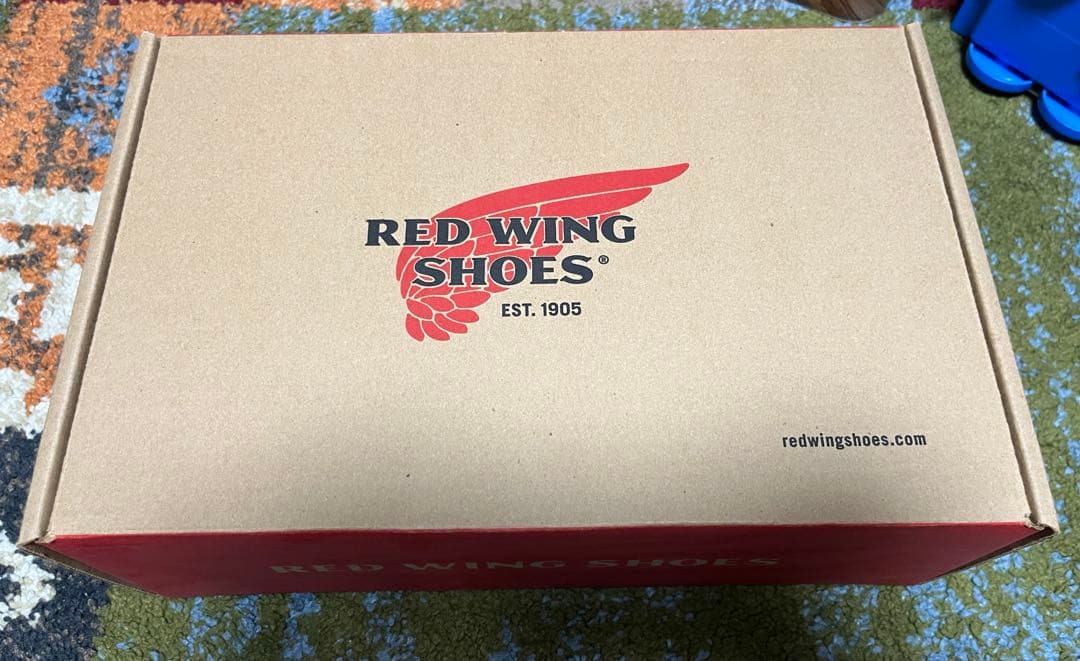 RED WING
SHOES®
EST. 1905
redwingshoes.com
RED WING SHOES